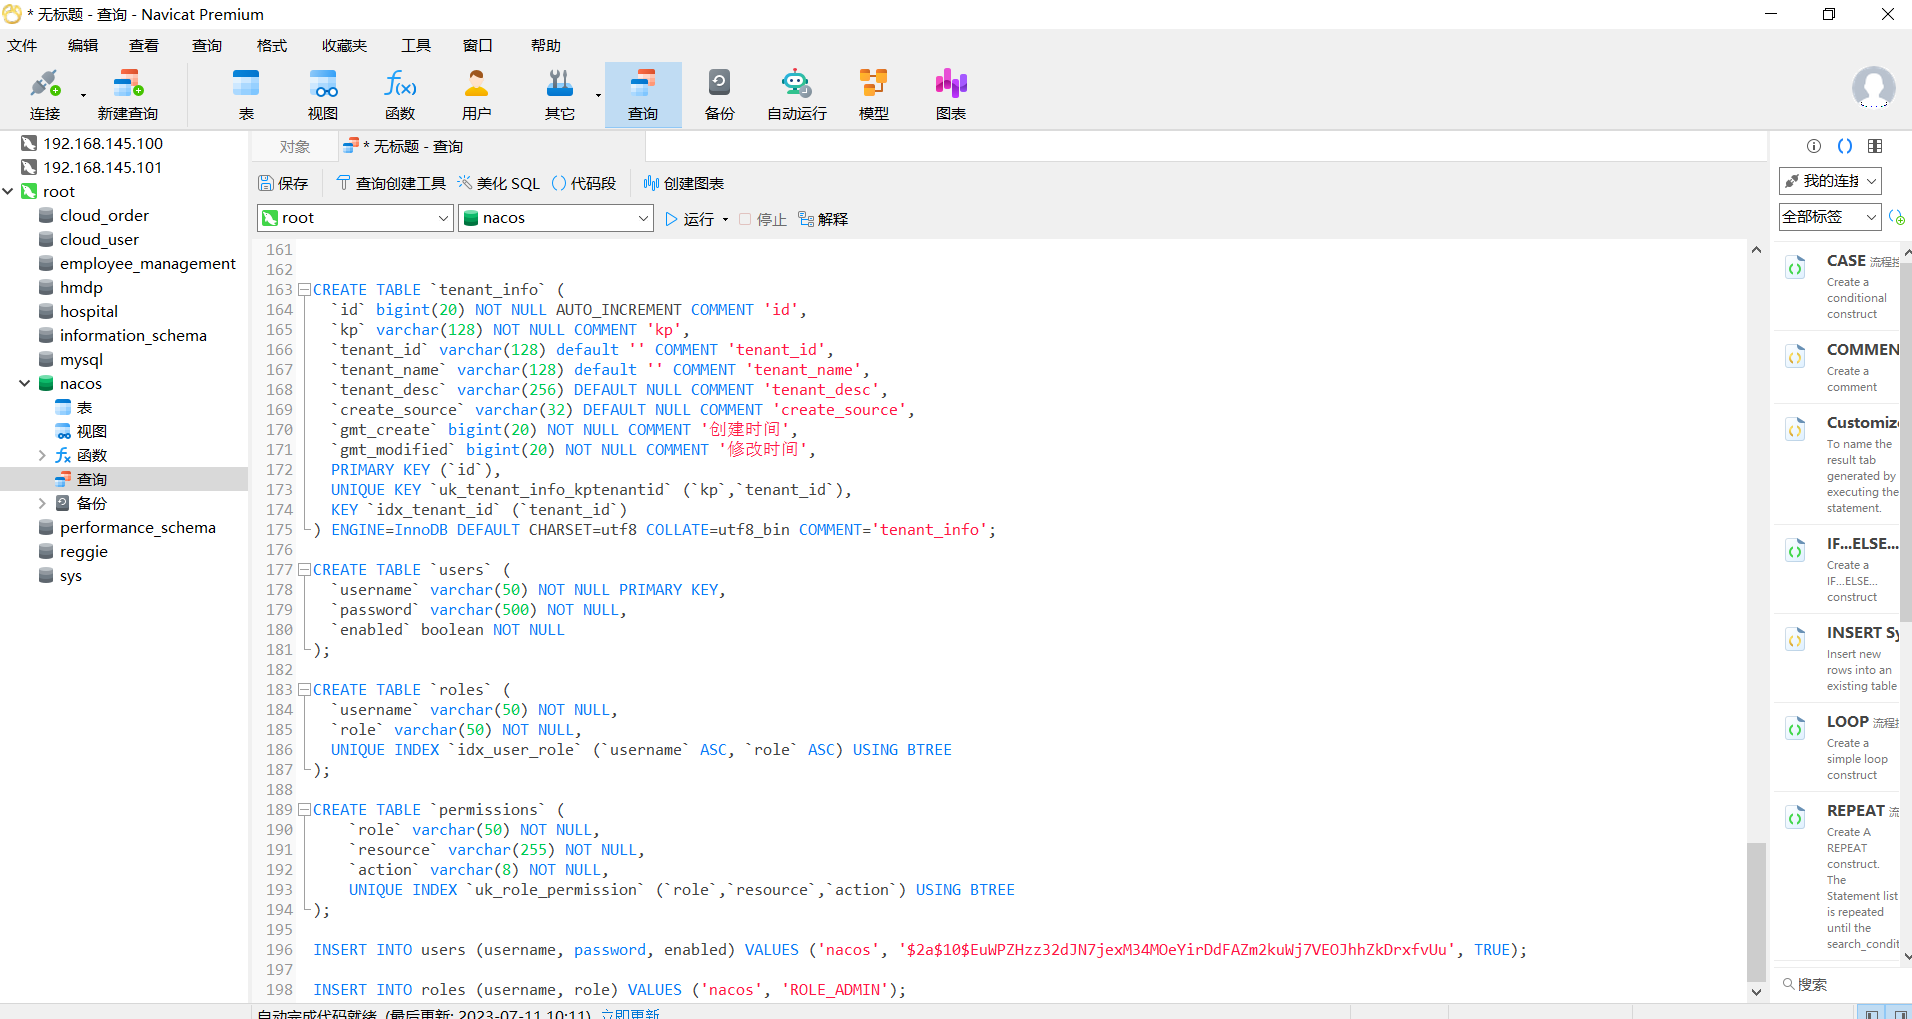 * 无标题 - 查询 - Navicat Premium
文件 编辑 查看 查询 格式 收藏夹 工具 窗口 帮助
连接 新建查询 表 视图 函数 用户 其它 查询 备份 自动运行 模型 图表
192.168.145.100
192.168.145.101
root
cloud_order
cloud_user
employee_management
hmdp
hospital
information_schema
mysql
nacos
表
视图
函数
查询
备份
performance_schema
reggie
sys
对象 * 无标题 - 查询
保存 查询创建工具 美化 SQL 代码段 创建图表
root nacos 运行 停止 解释
161
162
163 CREATE TABLE `tenant_info` (
164 `id` bigint(20) NOT NULL AUTO_INCREMENT COMMENT 'id',
165 `kp` varchar(128) NOT NULL COMMENT 'kp',
166 `tenant_id` varchar(128) default '' COMMENT 'tenant_id',
167 `tenant_name` varchar(128) default '' COMMENT 'tenant_name',
168 `tenant_desc` varchar(256) DEFAULT NULL COMMENT 'tenant_desc',
169 `create_source` varchar(32) DEFAULT NULL COMMENT 'create_source',
170 `gmt_create` bigint(20) NOT NULL COMMENT '创建时间',
171 `gmt_modified` bigint(20) NOT NULL COMMENT '修改时间',
172 PRIMARY KEY (`id`),
173 UNIQUE KEY `uk_tenant_info_kptenantid` (`kp`,`tenant_id`),
174 KEY `idx_tenant_id` (`tenant_id`)
175 ) ENGINE=InnoDB DEFAULT CHARSET=utf8 COLLATE=utf8_bin COMMENT='tenant_info';
176
177 CREATE TABLE `users` (
178 `username` varchar(50) NOT NULL PRIMARY KEY,
179 `password` varchar(500) NOT NULL,
180 `enabled` boolean NOT NULL
181 );
182
183 CREATE TABLE `roles` (
184 `username` varchar(50) NOT NULL,
185 `role` varchar(50) NOT NULL,
186 UNIQUE INDEX `idx_user_role` (`username` ASC, `role` ASC) USING BTREE
187 );
188
189 CREATE TABLE `permissions` (
190 `role` varchar(50) NOT NULL,
191 `resource` varchar(255) NOT NULL,
192 `action` varchar(8) NOT NULL,
193 UNIQUE INDEX `uk_role_permission` (`role`,`resource`,`action`) USING BTREE
194 );
195
196 INSERT INTO users (username, password, enabled) VALUES ('nacos', '$2a$10$EuWPZHzz32dJN7jexM34MOeYirDdFAZm2kuWj7VEOJhhZkDrxfvUu', TRUE);
197
198 INSERT INTO roles (username, role) VALUES ('nacos', 'ROLE_ADMIN');
自动完成代码就绪. (最后更新: 2023-07-11 10:11) 立即更新
我的连接
全部标签
CASE 流程控
Create a
conditional
construct
COMMEN
Create a
comment
Customize
To name the
result tab
generated by
executing the
statement.
IF...ELSE...
Create a
IF...ELSE...
construct
INSERT Sy
Insert new
rows into an
existing table
LOOP 流程控
Create a
simple loop
construct
REPEAT 流
Create A
REPEAT
construct.
The
Statement list
is repeated
until the
search_condit
搜索